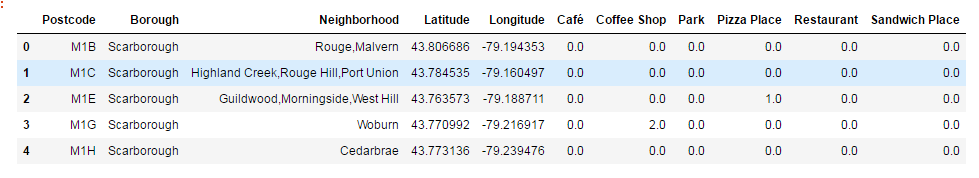 :
Postcode Borough Neighborhood Latitude Longitude Café Coffee Shop Park Pizza Place Restaurant Sandwich Place
0 M1B Scarborough Rouge,Malvern 43.806686 -79.194353 0.0 0.0 0.0 0.0 0.0 0.0
1 M1C Scarborough Highland Creek,Rouge Hill,Port Union 43.784535 -79.160497 0.0 0.0 0.0 0.0 0.0 0.0
2 M1E Scarborough Guildwood,Morningside,West Hill 43.763573 -79.188711 0.0 0.0 0.0 1.0 0.0 0.0
3 M1G Scarborough Woburn 43.770992 -79.216917 0.0 2.0 0.0 0.0 0.0 0.0
4 M1H Scarborough Cedarbrae 43.773136 -79.239476 0.0 0.0 0.0 0.0 0.0 0.0